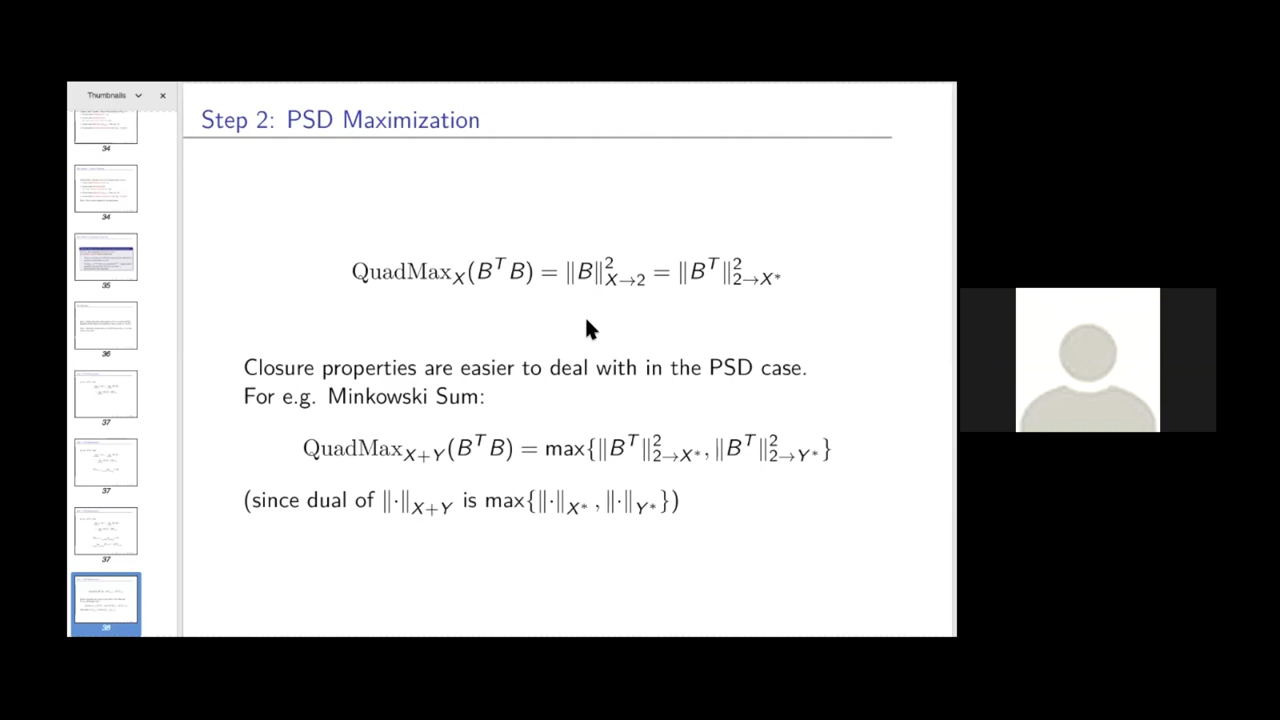 Thumbnails
Step 2: PSD Maximization
34
34
35
36
37
37
37
38
QuadMax_X(B^T B) = ‖B‖²_{X→2} = ‖B^T‖²_{2→X*}
Closure properties are easier to deal with in the PSD case.
For e.g. Minkowski Sum:
QuadMax_{X+Y}(B^T B) = max{‖B^T‖²_{2→X*}, ‖B^T‖²_{2→Y*}}
(since dual of ‖·‖_{X+Y} is max{‖·‖_{X*}, ‖·‖_{Y*}})